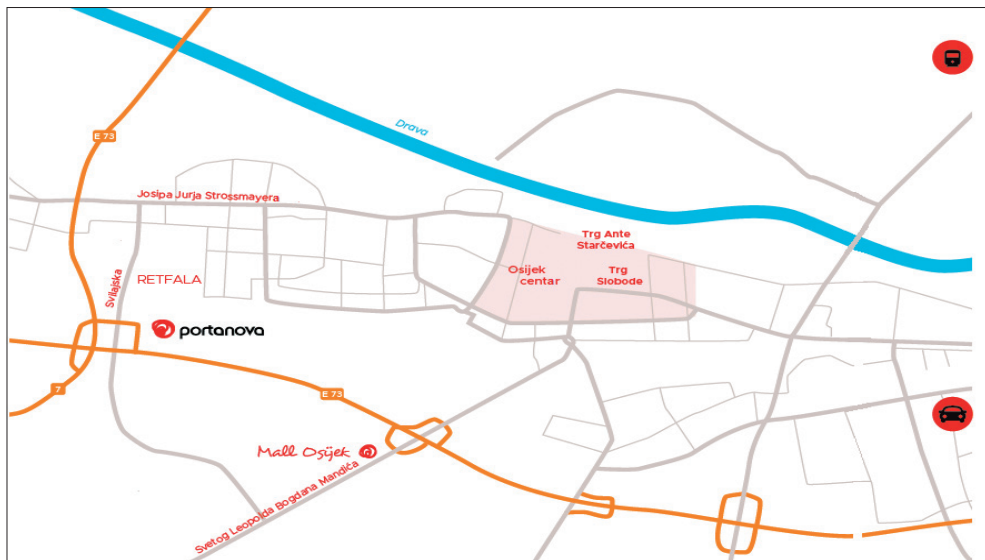 Drava
E 73
Josipa Jurja Strossmayera
Trg Ante
Starčevića
Osijek
centar
Trg
Slobode
RETFALA
Svilajska
portanova
7
E 73
Mall Osijek
Svetog Leopolda Bogdana Mandića